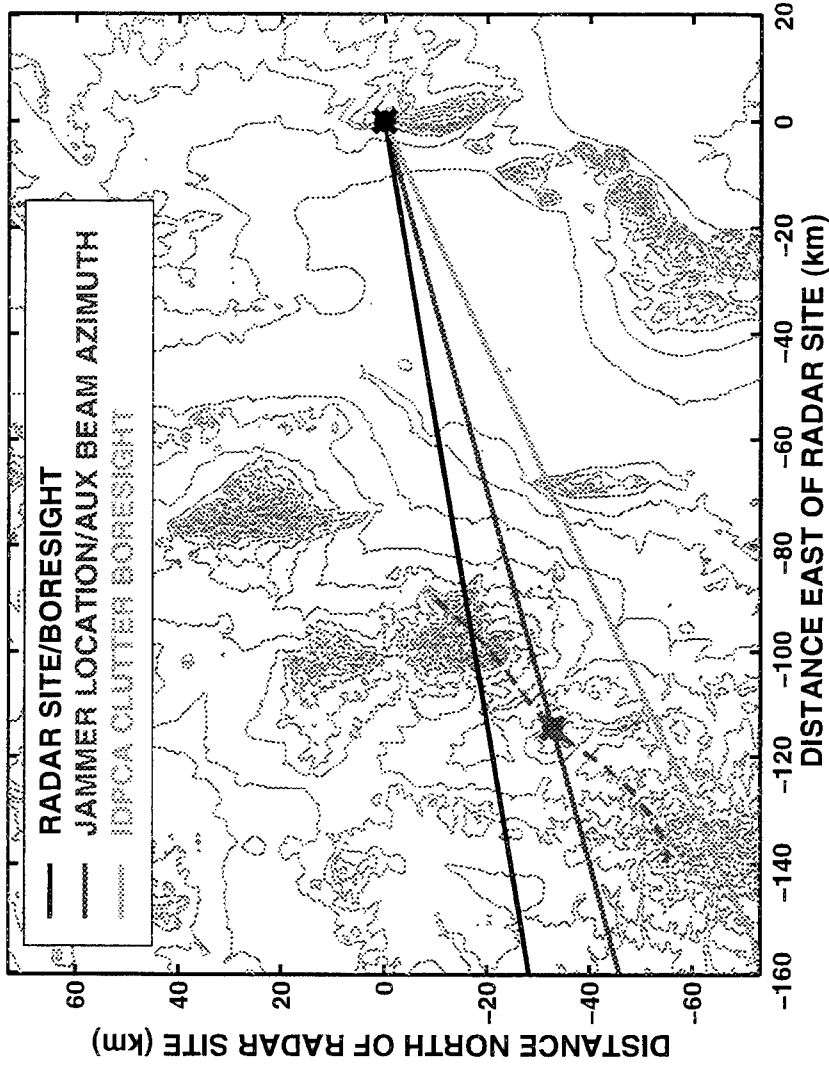 RADAR SITE/BORESIGHT
JAMMER LOCATION/AUX BEAM AZIMUTH
IDPCA CLUTTER BORESIGHT
DISTANCE NORTH OF RADAR SITE (km)
60
40
20
0
-20
-40
-60
-160 -140 -120 -100 -80 -60 -40 -20 0 20
DISTANCE EAST OF RADAR SITE (km)